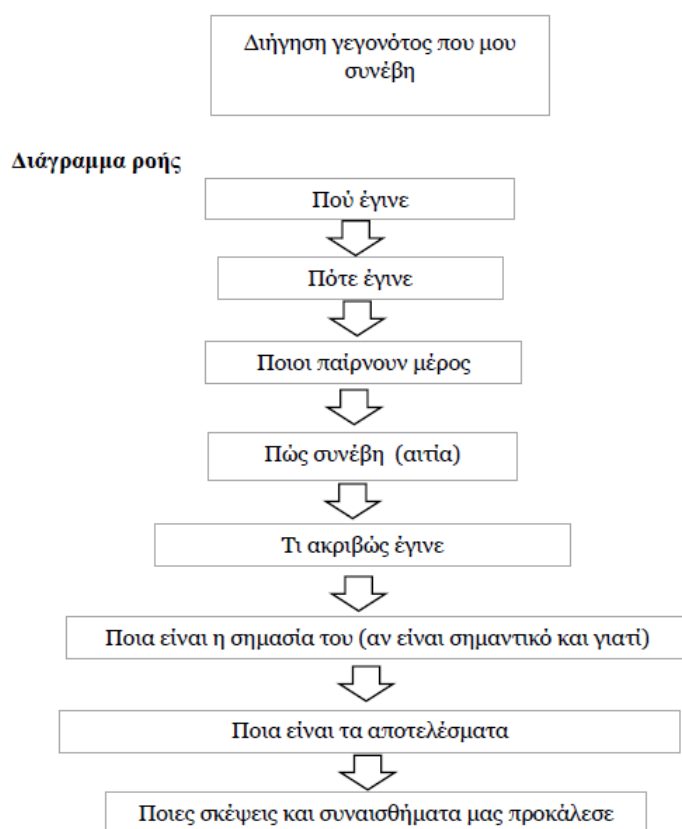 Διήγηση γεγονότος που μου
συνέβη
Διάγραμμα ροής
Πού έγινε
Πότε έγινε
Ποιοι παίρνουν μέρος
Πώς συνέβη (αιτία)
Τι ακριβώς έγινε
Ποια είναι η σημασία του (αν είναι σημαντικό και γιατί)
Ποια είναι τα αποτελέσματα
Ποιες σκέψεις και συναισθήματα μας προκάλεσε